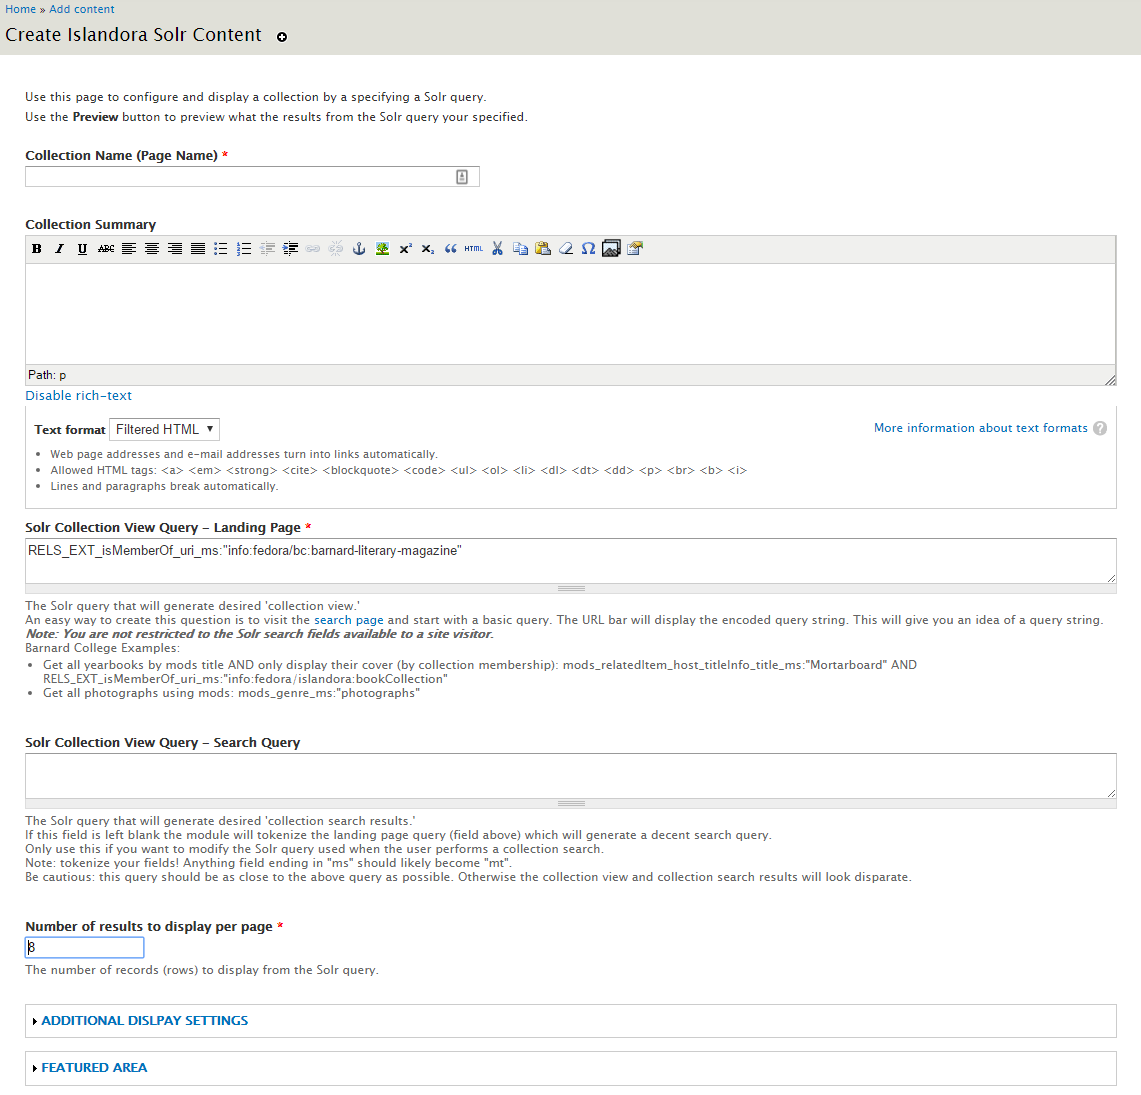 Home » Add content
Create Islandora Solr Content
Use this page to configure and display a collection by a specifying a Solr query.
Use the Preview button to preview what the results from the Solr query your specified.
Collection Name (Page Name) *
Collection Summary
B I U ABC x² x₂ “ HTML Ω
Path: p
Disable rich-text
Text format Filtered HTML
More information about text formats ?
• Web page addresses and e-mail addresses turn into links automatically.
• Allowed HTML tags: <a> <em> <strong> <cite> <blockquote> <code> <ul> <ol> <li> <dl> <dt> <dd> <p> <br> <b> <i>
• Lines and paragraphs break automatically.
Solr Collection View Query – Landing Page *
RELS_EXT_isMemberOf_uri_ms:"info:fedora/bc:barnard-literary-magazine"
The Solr query that will generate desired 'collection view.'
An easy way to create this question is to visit the search page and start with a basic query. The URL bar will display the encoded query string. This will give you an idea of a query string.
Note: You are not restricted to the Solr search fields available to a site visitor.
Barnard College Examples:
• Get all yearbooks by mods title AND only display their cover (by collection membership): mods_relatedItem_host_titleInfo_title_ms:"Mortarboard" AND
RELS_EXT_isMemberOf_uri_ms:"info:fedora/islandora:bookCollection"
• Get all photographs using mods: mods_genre_ms:"photographs"
Solr Collection View Query – Search Query
The Solr query that will generate desired 'collection search results.'
If this field is left blank the module will tokenize the landing page query (field above) which will generate a decent search query.
Only use this if you want to modify the Solr query used when the user performs a collection search.
Note: tokenize your fields! Anything field ending in "ms" should likely become "mt".
Be cautious: this query should be as close to the above query as possible. Otherwise the collection view and collection search results will look disparate.
Number of results to display per page *
8
The number of records (rows) to display from the Solr query.
ADDITIONAL DISLPAY SETTINGS
FEATURED AREA